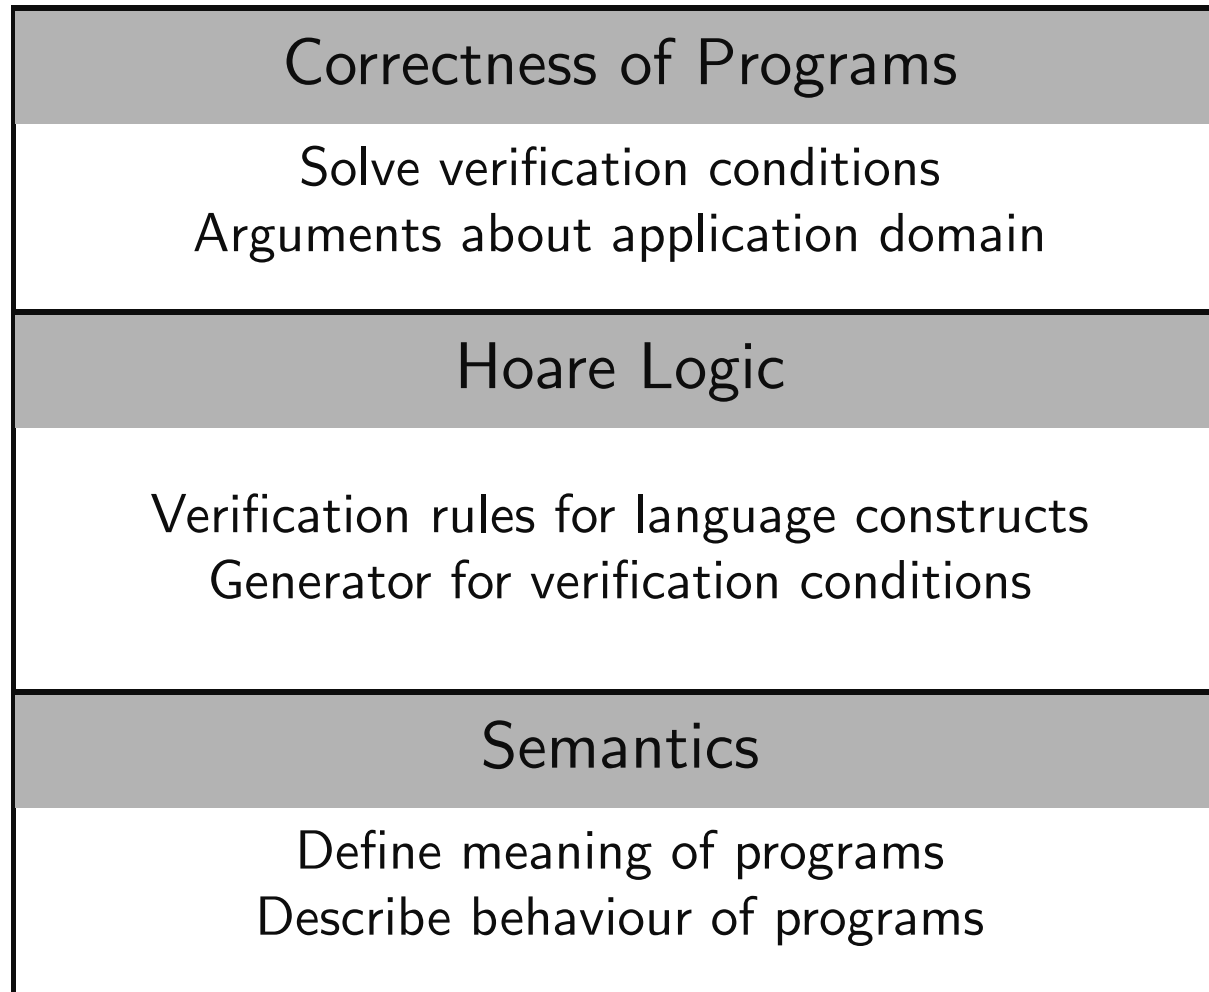 Correctness of Programs
Solve verification conditions
Arguments about application domain
Hoare Logic
Verification rules for language constructs
Generator for verification conditions
Semantics
Define meaning of programs
Describe behaviour of programs